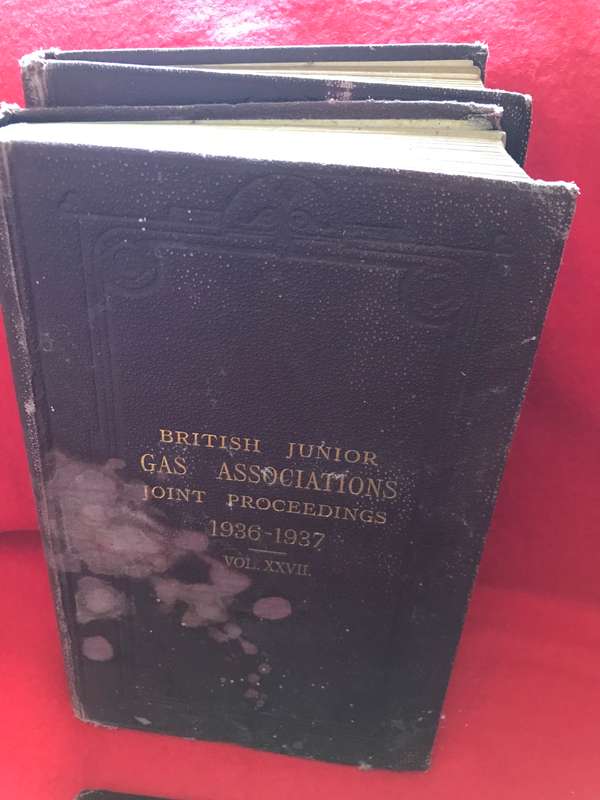 BRITISH JUNIOR
GAS ASSOCIATIONS
JOINT PROCEEDINGS
1936-1937
VOL. XXVII.